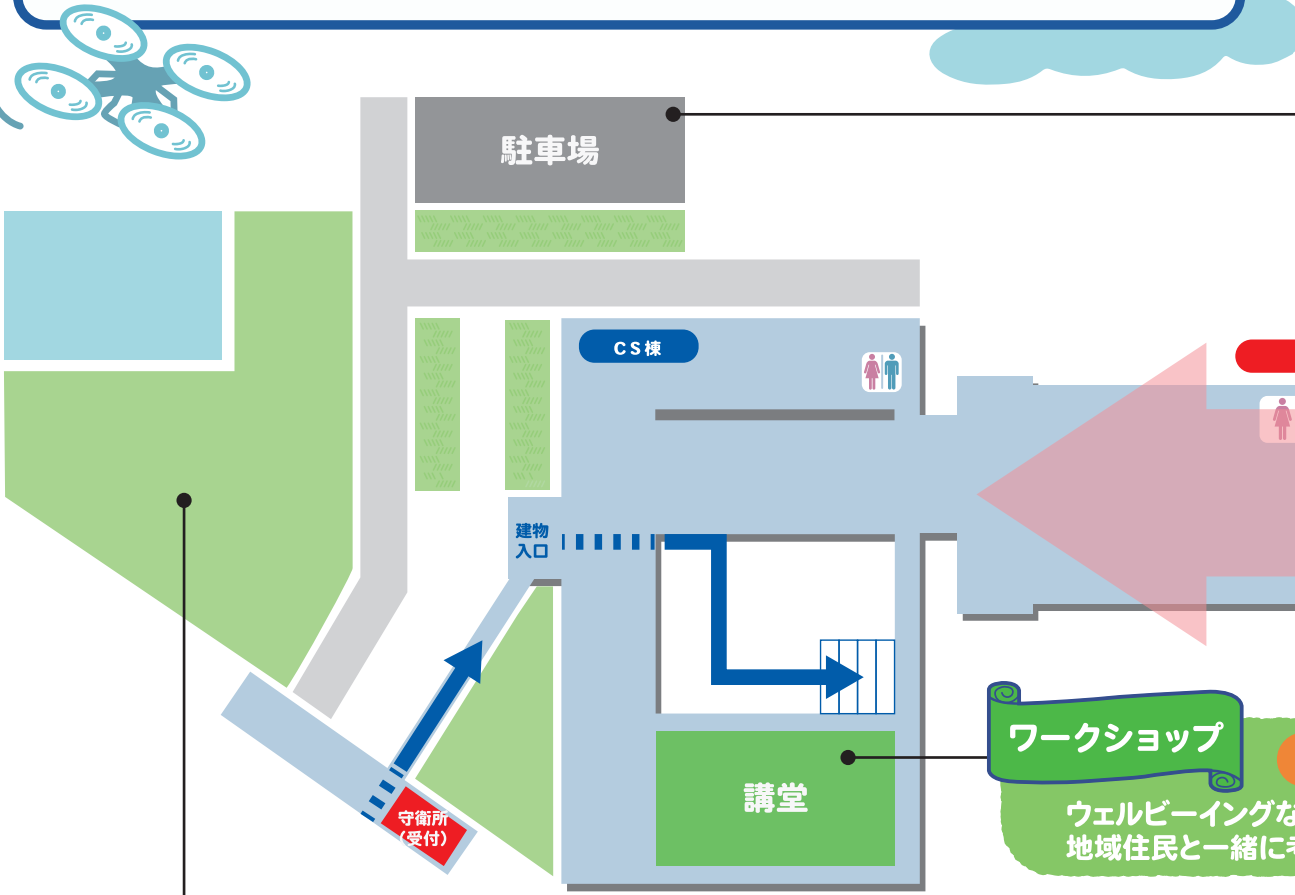 駐車場
CS棟
建物
入口
ワークショップ
講堂
ウェルビーイングな
地域住民と一緒に考
守衛所
(受付)